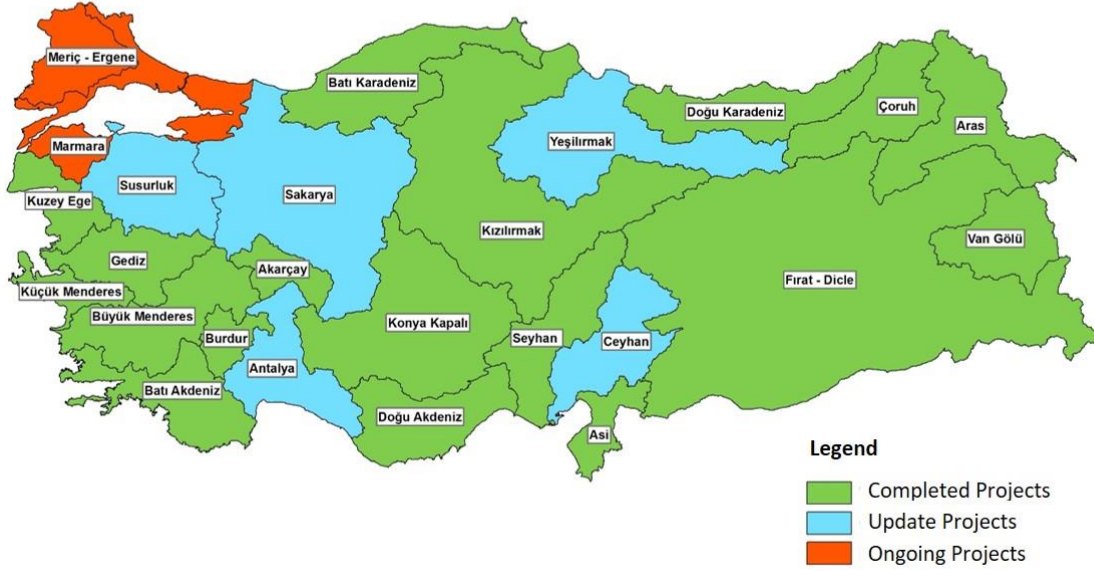 Meriç - Ergene
Batı Karadeniz
Doğu Karadeniz
Çoruh
Aras
Marmara
Yeşilırmak
Susurluk
Sakarya
Kuzey Ege
Kızılırmak
Van Gölü
Gediz
Akarçay
Fırat - Dicle
Küçük Menderes
Büyük Menderes
Konya Kapalı
Burdur
Seyhan
Ceyhan
Antalya
Batı Akdeniz
Doğu Akdeniz
Asi
Legend
Completed Projects
Update Projects
Ongoing Projects